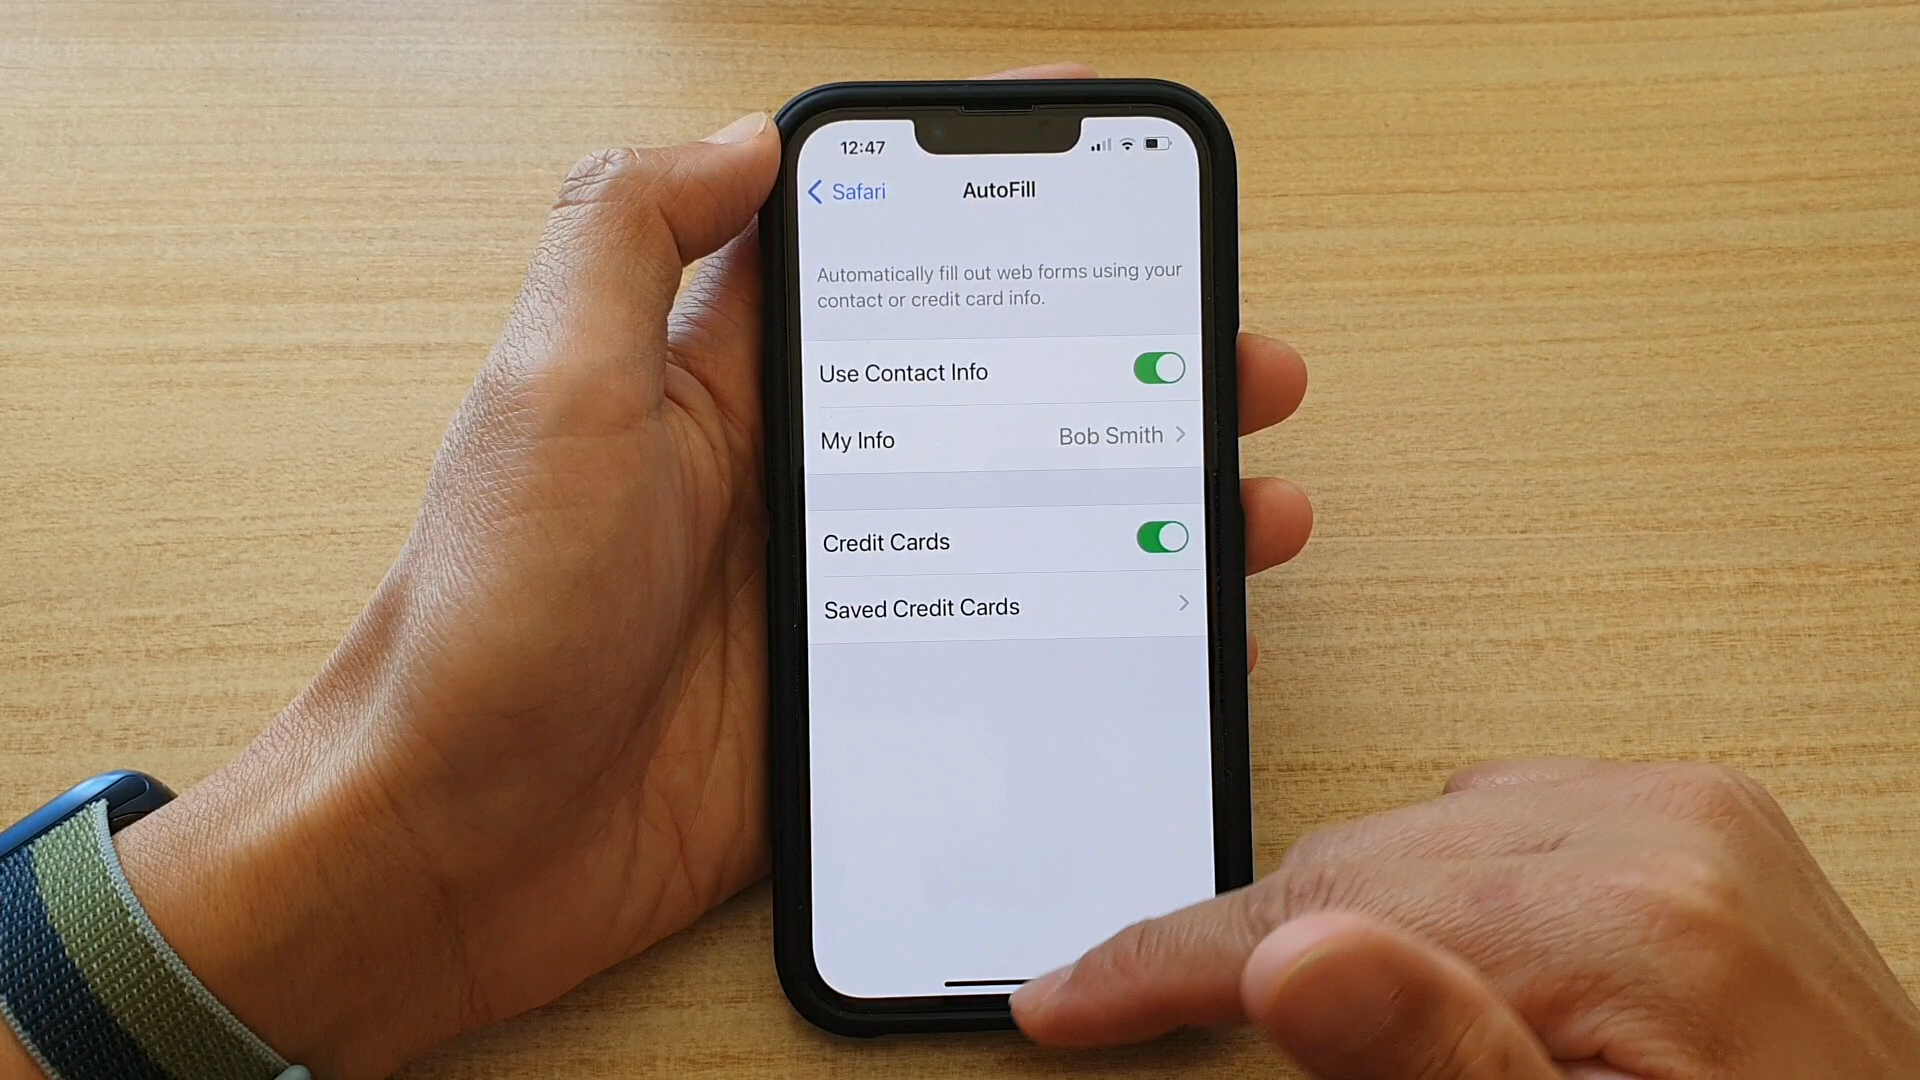 12:47
Safari
AutoFill
Automatically fill out web forms using your
contact or credit card info.
Use Contact Info
My Info
Bob Smith
Credit Cards
Saved Credit Cards